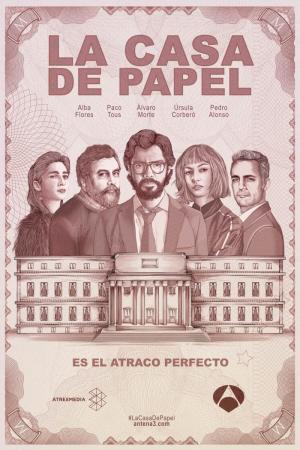 LA CASA
DE PAPEL
Alba Flores
Paco Tous
Álvaro Morte
Úrsula Corberó
Pedro Alonso
ES EL ATRACO PERFECTO
ATRESMEDIA
#LaCasaDePapel
antena3.com